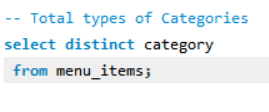 -- Total types of Categories
select distinct category
from menu_items;